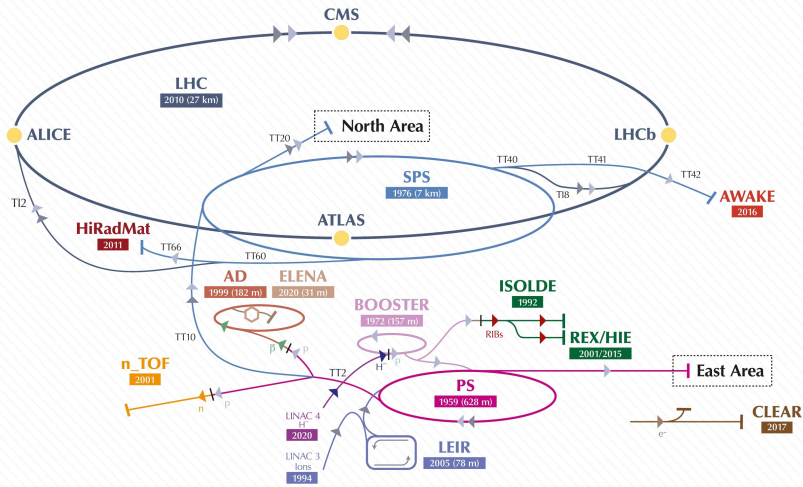 CMS
LHC
2010 (27 km)
TT20
North Area
ALICE
LHCb
TT40
TT41
SPS
1976 (7 km)
TI8
TT42
AWAKE
2016
TI2
ATLAS
HiRadMat
2011
TT66
TT60
AD
1999 (182 m)
ELENA
2020 (31 m)
ISOLDE
1992
BOOSTER
1972 (157 m)
RIBs
REX/HIE
2001/2015
TT10
p̅
p
H⁻
p
TT2
n_TOF
2001
n
p
PS
1959 (628 m)
East Area
LINAC 4
H⁻
2020
CLEAR
2017
e⁻
LINAC 3
Ions
1994
LEIR
2005 (78 m)